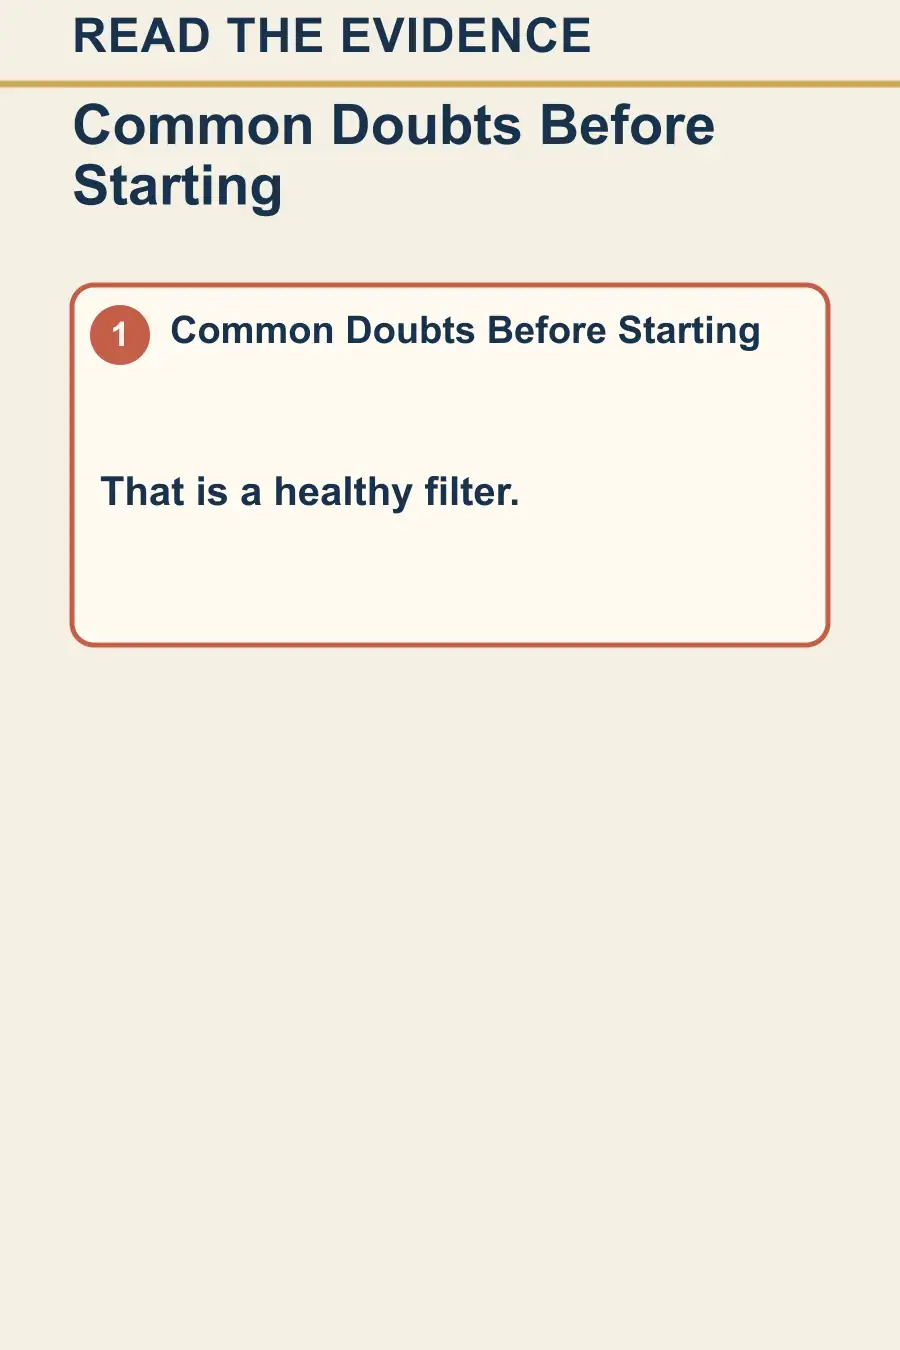 READ THE EVIDENCE
Common Doubts Before
Starting
1 Common Doubts Before Starting
That is a healthy filter.